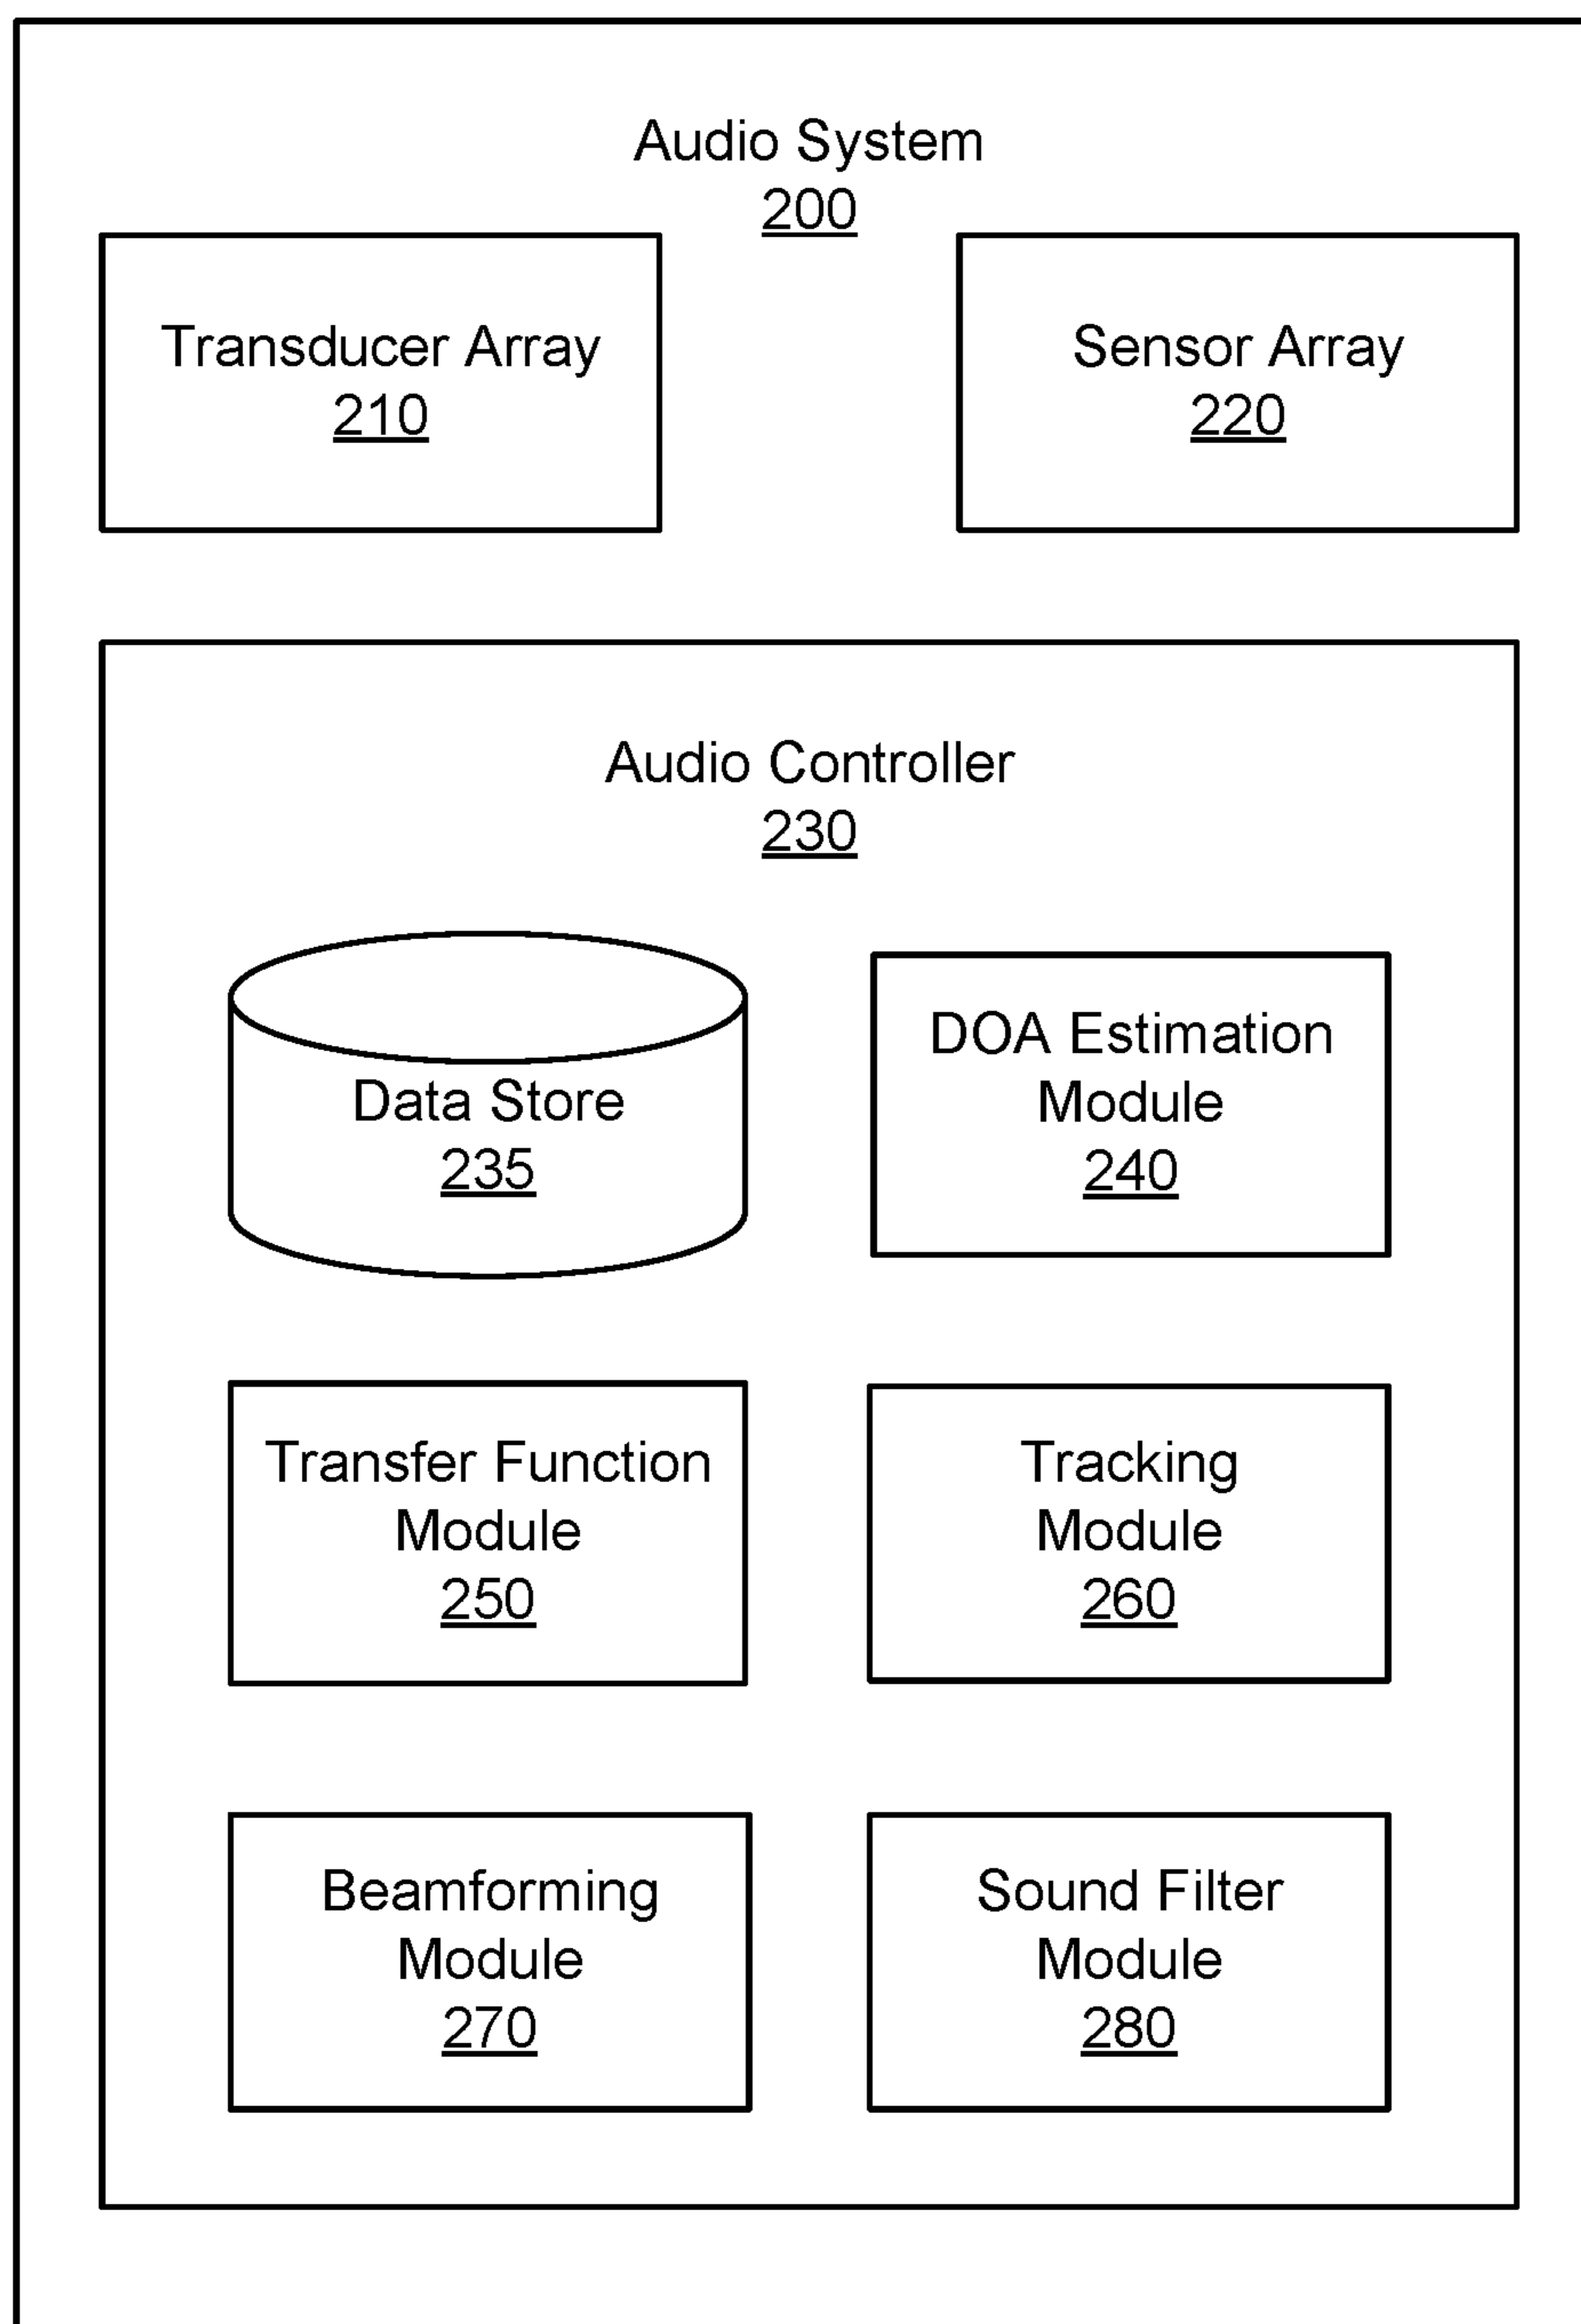 Audio System
200
Transducer Array
210
Sensor Array
220
Audio Controller
230
Data Store
235
DOA Estimation
Module
240
Transfer Function
Module
250
Tracking
Module
260
Beamforming
Module
270
Sound Filter
Module
280